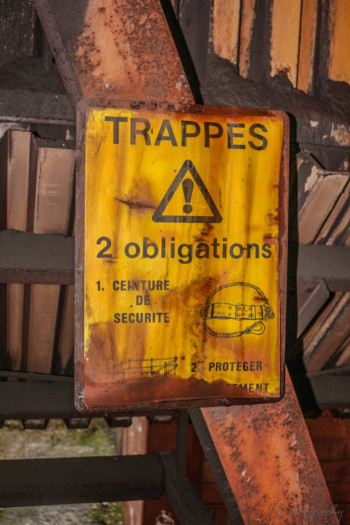 TRAPPES
2 obligations
1. CEINTURE
DE
SECURITE
2 PROTEGER